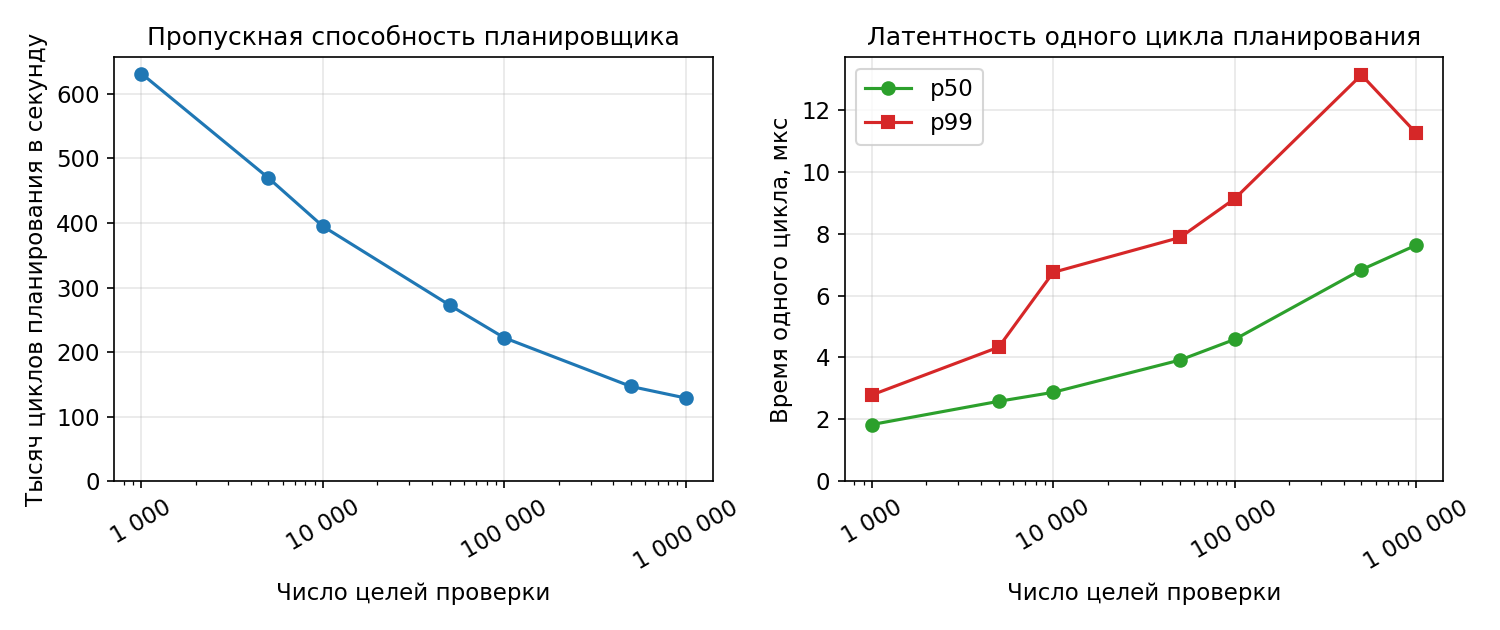 Пропускная способность планировщика
Тысяч циклов планирования в секунду
600
500
400
300
200
100
0
1 000
10 000
100 000
1 000 000
Число целей проверки
Латентность одного цикла планирования
p50
p99
Время одного цикла, мкс
12
10
8
6
4
2
0
1 000
10 000
100 000
1 000 000
Число целей проверки